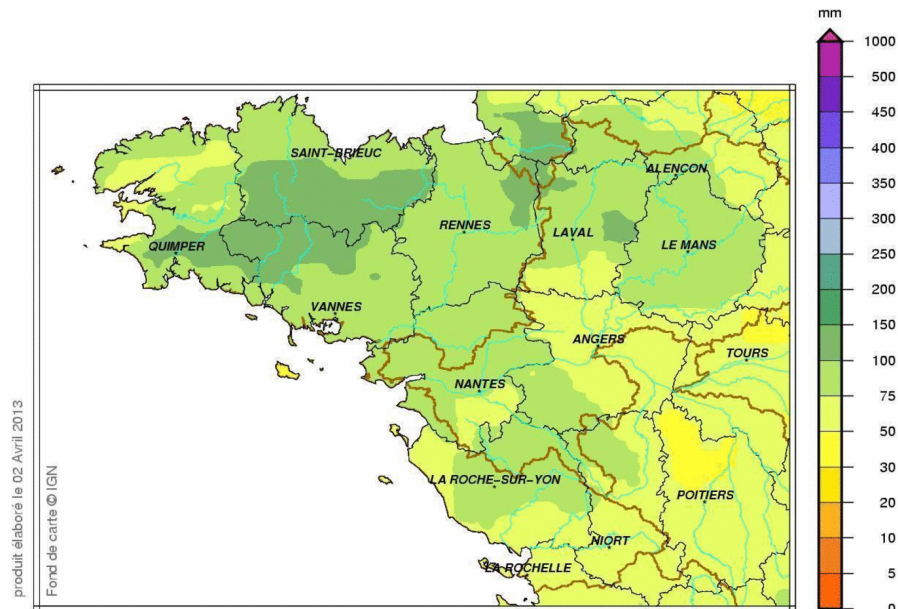 mm
1000
500
450
400
350
300
250
200
150
100
75
50
30
20
10
5
0
SAINT-BRIEUC
ALENÇON
RENNES
LAVAL
QUIMPER
LE MANS
VANNES
ANGERS
TOURS
NANTES
LA ROCHE-SUR-YON
POITIERS
NIORT
LA ROCHELLE
produit élaboré le 02 Avril 2013
Fond de carte © IGN